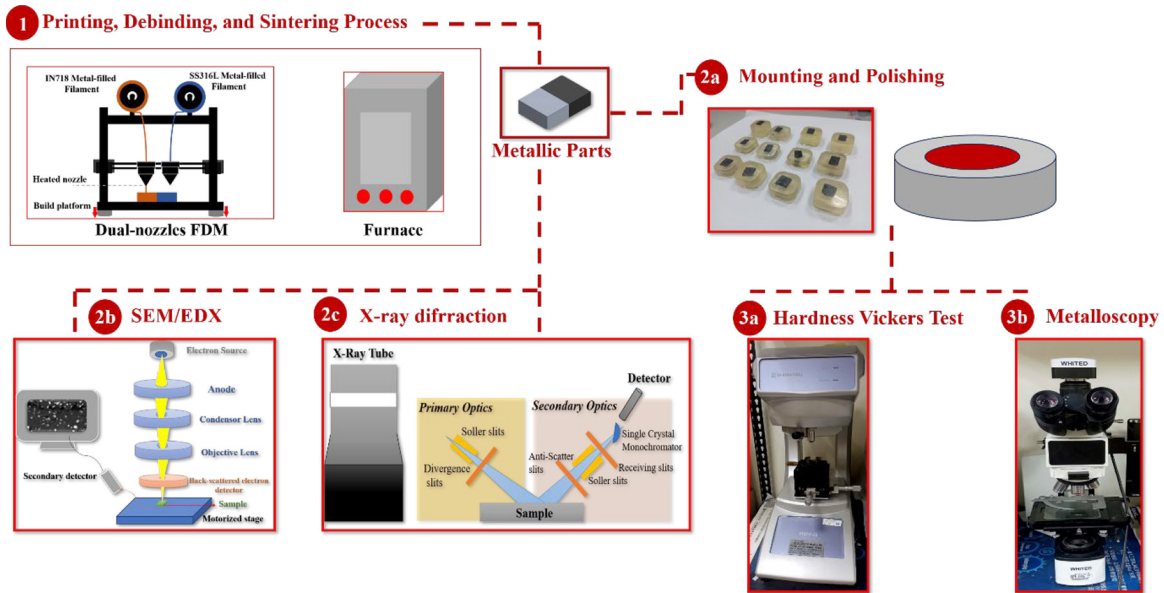 1 Printing, Debinding, and Sintering Process
IN718 Metal-filled
Filament
SS316L Metal-filled
Filament
Heated nozzle
Build platform
Dual-nozzles FDM
Furnace
Metallic Parts
2a Mounting and Polishing
2b SEM/EDX
Electron Source
Anode
Condensor Lens
Objective Lens
Back-scattered electron
detector
Secondary detector
Sample
Motorized stage
2c X-ray difrraction
X-Ray Tube
Primary Optics
Soller slits
Divergence
slits
Secondary Optics
Detector
Single Crystal
Monochromator
Anti-Scatter
slits
Receiving slits
Soller slits
Sample
3a Hardness Vickers Test
3b Metalloscopy
WHITED
WHITED